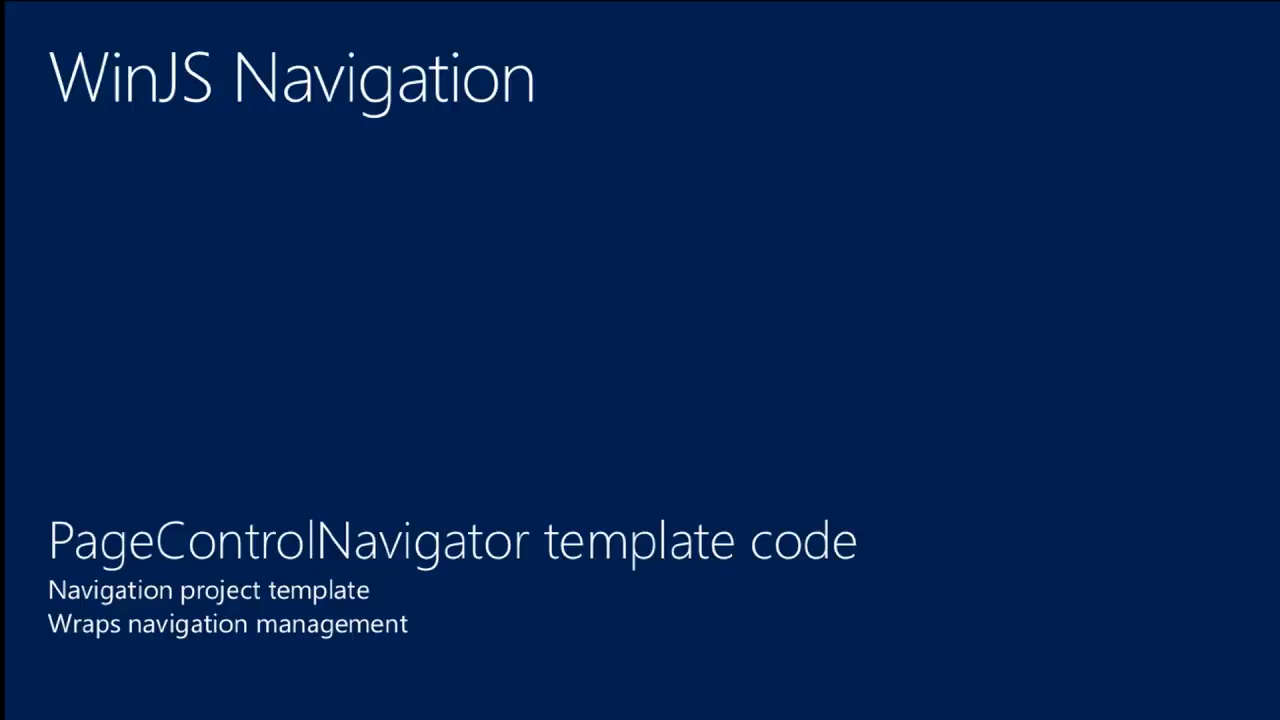 WinJS Navigation
PageControlNavigator template code
Navigation project template
Wraps navigation management